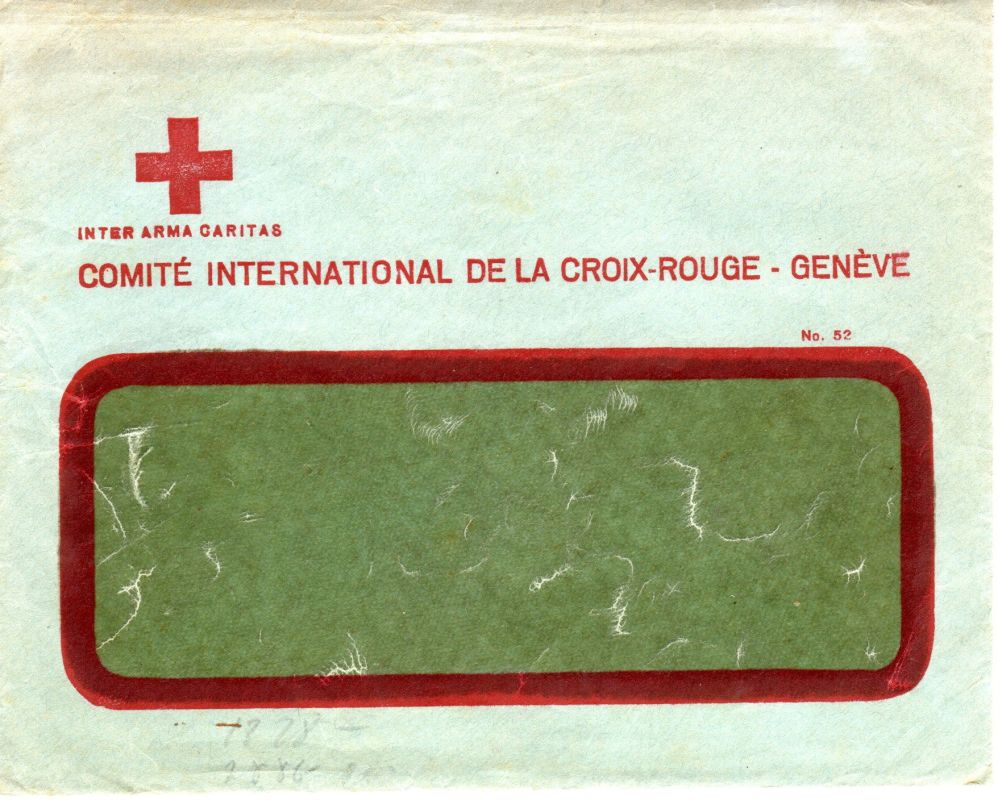 INTER ARMA CARITAS
COMITÉ INTERNATIONAL DE LA CROIX-ROUGE - GENÈVE
No. 52